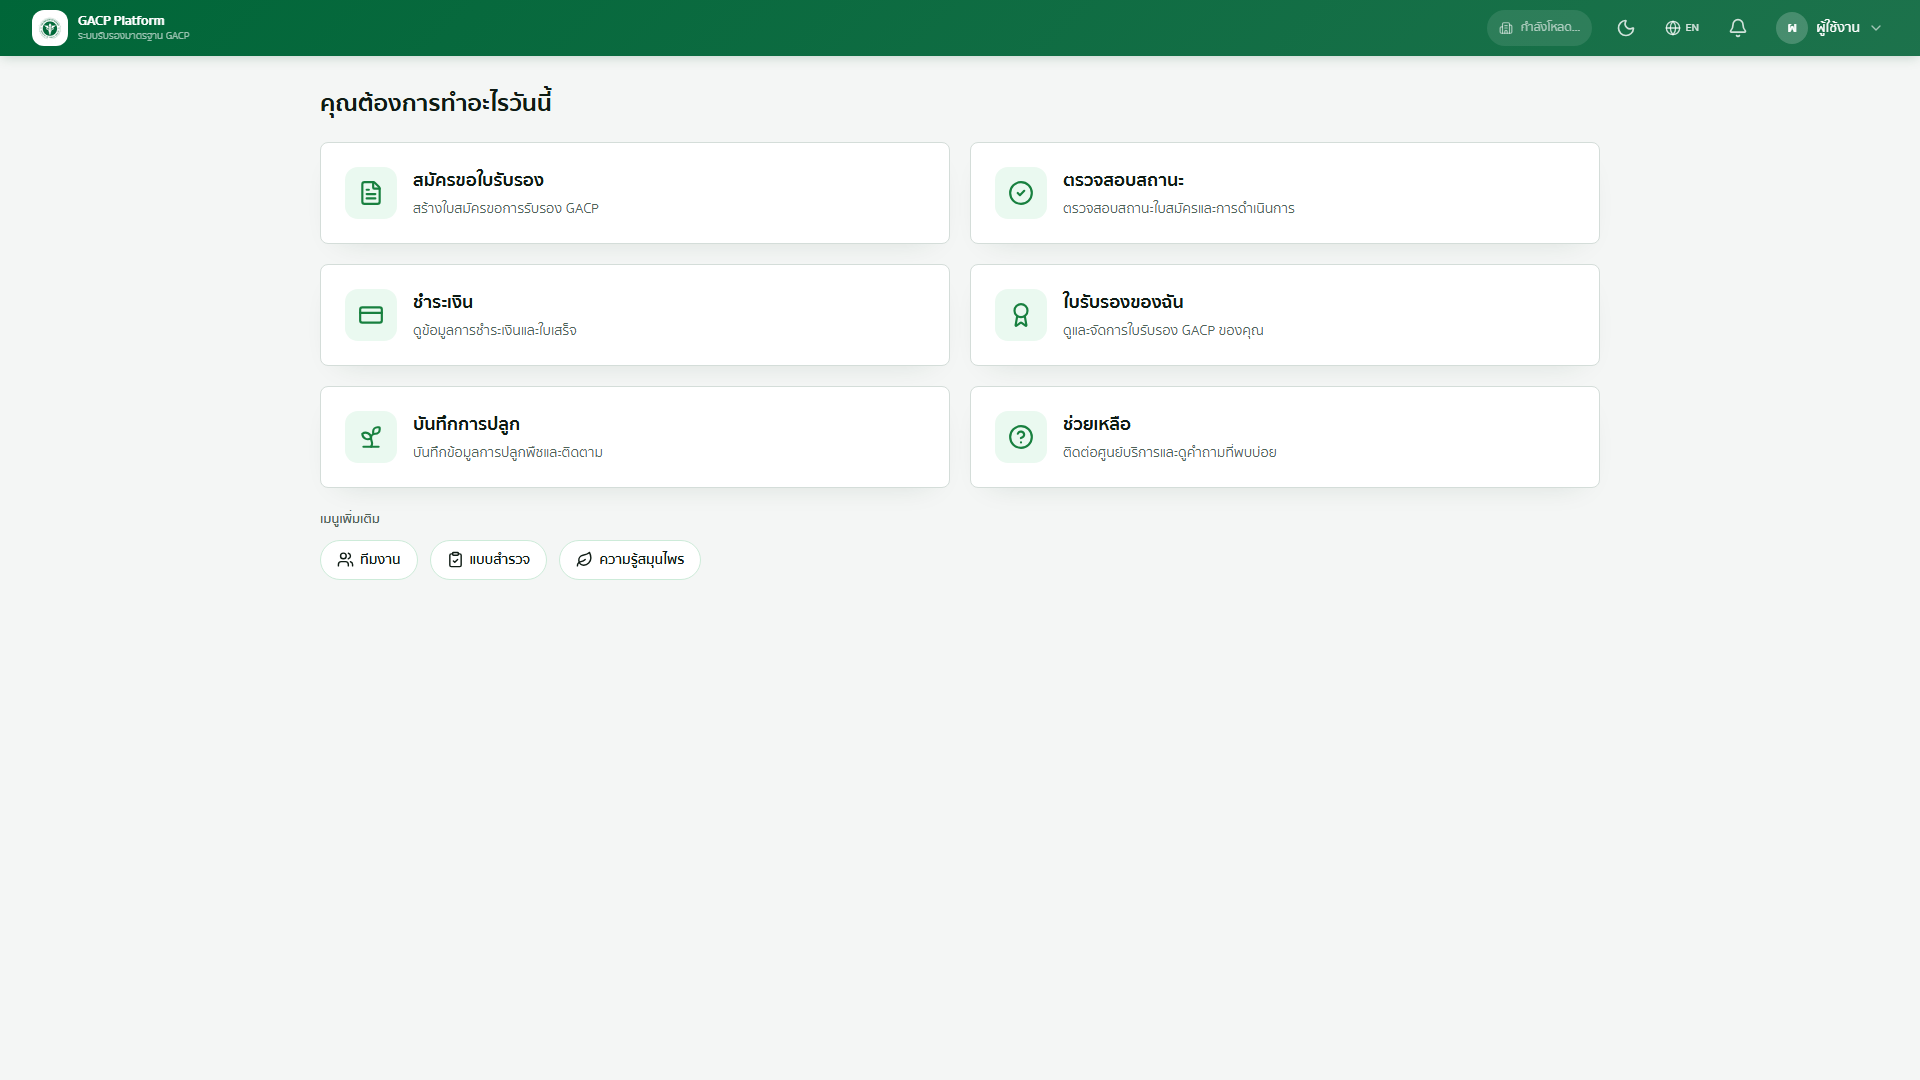 GACP Platform
ระบบรับรองมาตรฐาน GACP
กำลังโหลด...
EN
ผ
ผู้ใช้งาน
คุณต้องการทำอะไรวันนี้
สมัครขอใบรับรอง
สร้างใบสมัครขอการรับรอง GACP
ตรวจสอบสถานะ
ตรวจสอบสถานะใบสมัครและการดำเนินการ
ชำระเงิน
ดูข้อมูลการชำระเงินและใบเสร็จ
ใบรับรองของฉัน
ดูและจัดการใบรับรอง GACP ของคุณ
บันทึกการปลูก
บันทึกข้อมูลการปลูกพืชและติดตาม
ช่วยเหลือ
ติดต่อศูนย์บริการและดูคำถามที่พบบ่อย
เมนูเพิ่มเติม
ทีมงาน
แบบสำรวจ
ความรู้สมุนไพร